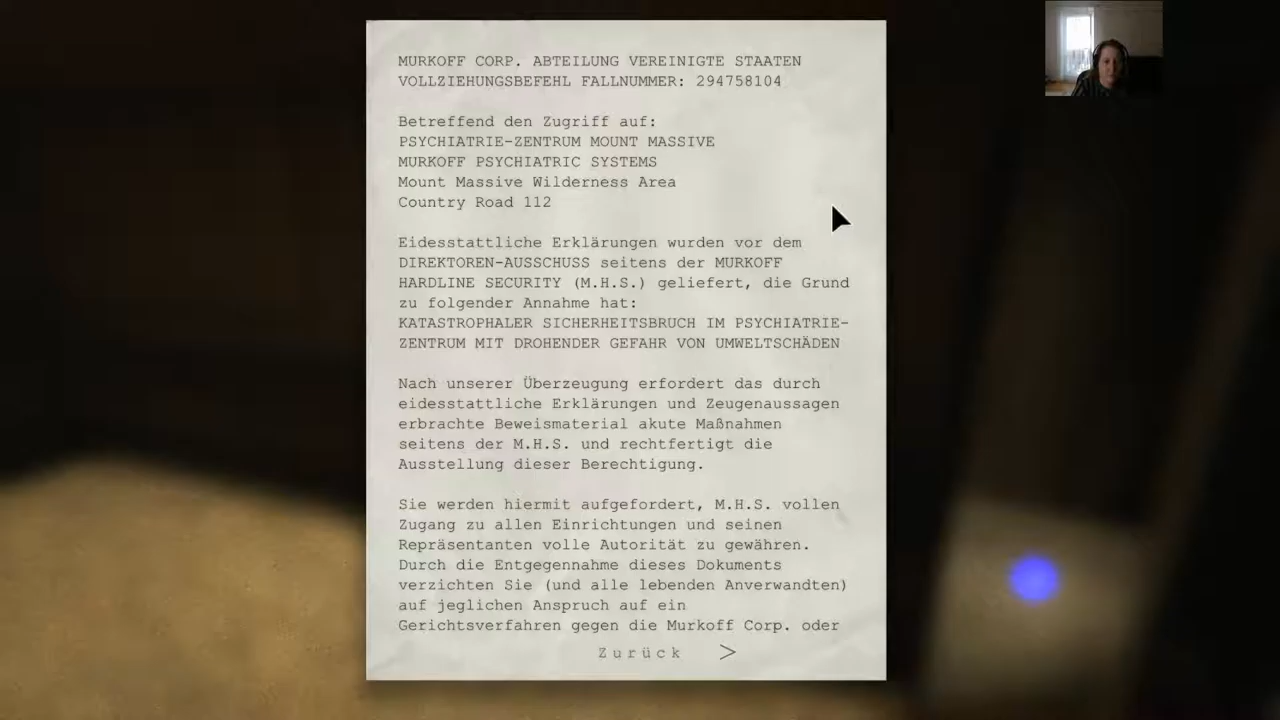 MURKOFF CORP. ABTEILUNG VEREINIGTE STAATEN
VOLLZIEHUNGSBEFEHL FALLNUMMER: 294758104
Betreffend den Zugriff auf:
PSYCHIATRIE-ZENTRUM MOUNT MASSIVE
MURKOFF PSYCHIATRIC SYSTEMS
Mount Massive Wilderness Area
Country Road 112
Eidesstattliche Erklärungen wurden vor dem
DIREKTOREN-AUSSCHUSS seitens der MURKOFF
HARDLINE SECURITY (M.H.S.) geliefert, die Grund
zu folgender Annahme hat:
KATASTROPHALER SICHERHEITSBRUCH IM PSYCHIATRIE-
ZENTRUM MIT DROHENDER GEFAHR VON UMWELTSCHÄDEN
Nach unserer Überzeugung erfordert das durch
eidesstattliche Erklärungen und Zeugenaussagen
erbrachte Beweismaterial akute Maßnahmen
seitens der M.H.S. und rechtfertigt die
Ausstellung dieser Berechtigung.
Sie werden hiermit aufgefordert, M.H.S. vollen
Zugang zu allen Einrichtungen und seinen
Repräsentanten volle Autorität zu gewähren.
Durch die Entgegennahme dieses Dokuments
verzichten Sie (und alle lebenden Anverwandten)
auf jeglichen Anspruch auf ein
Gerichtsverfahren gegen die Murkoff Corp. oder
Zurück >